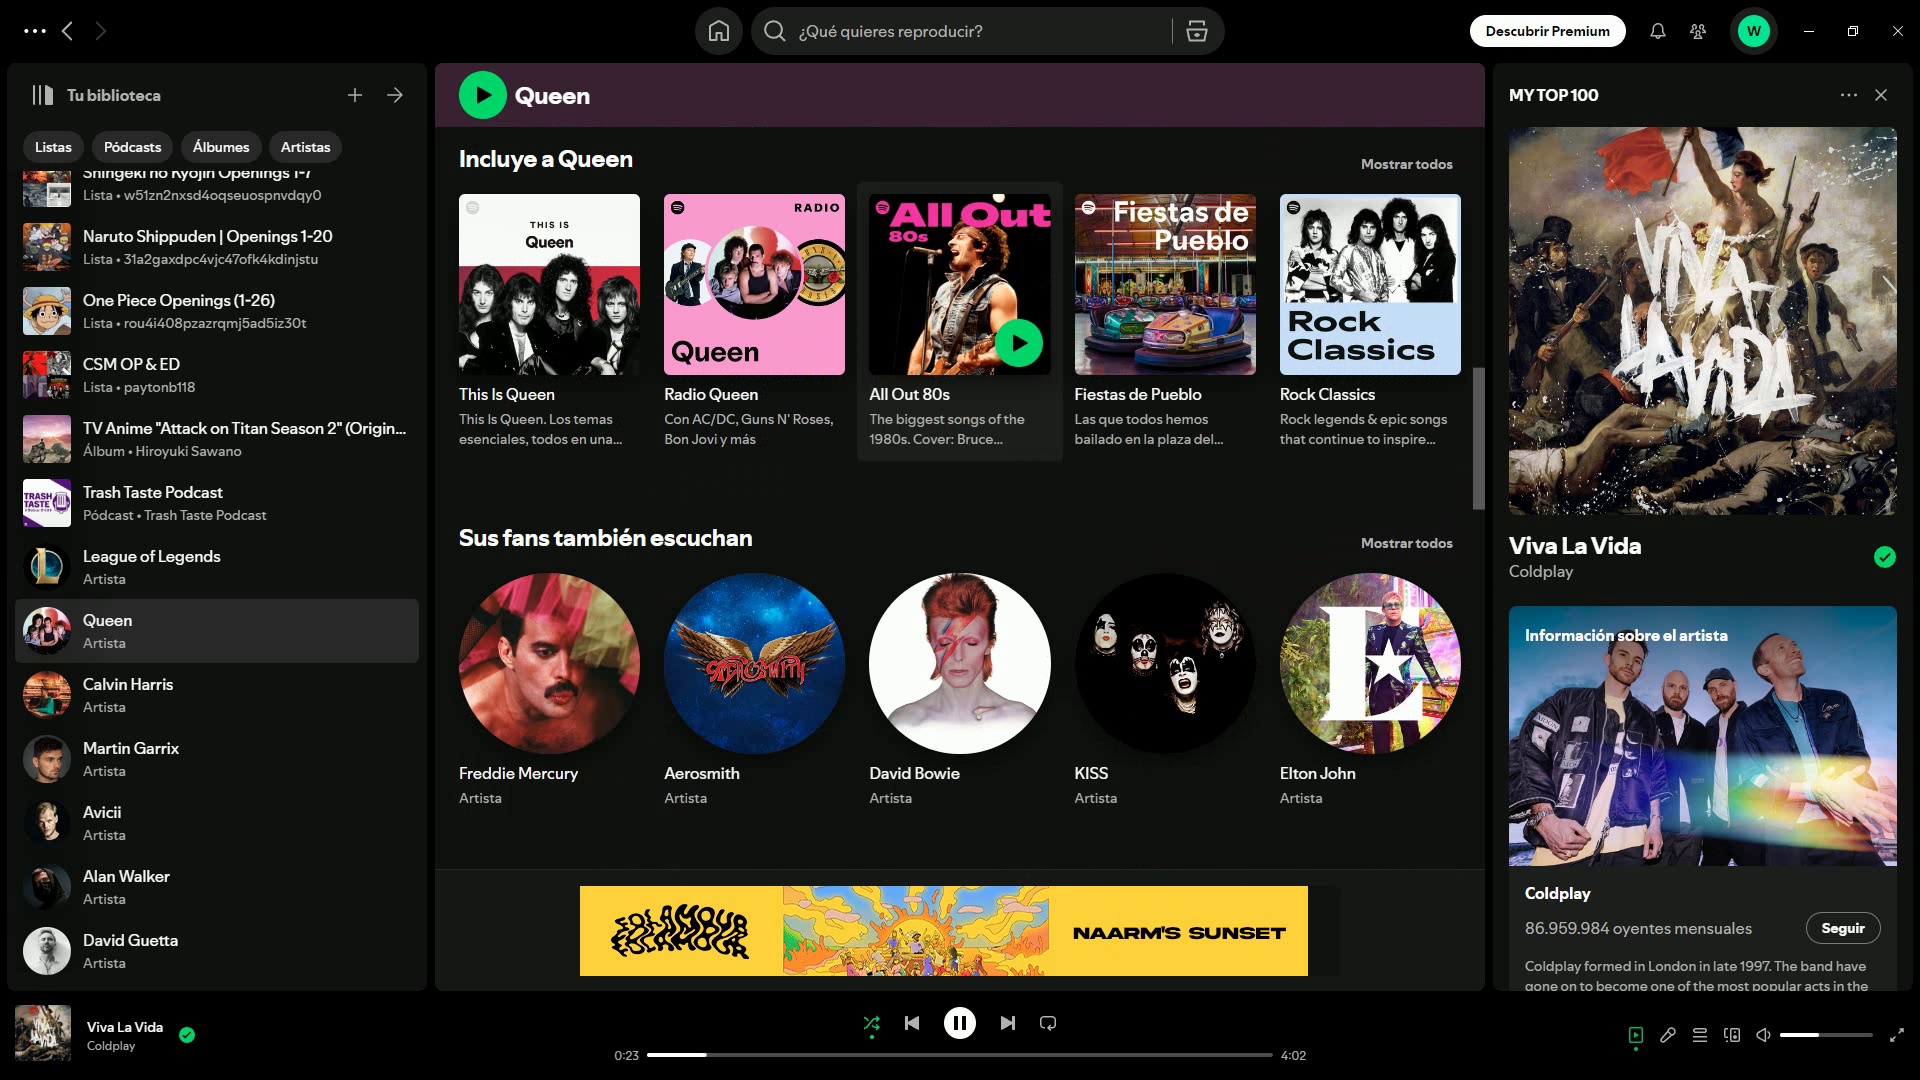 ¿Qué quieres reproducir?
Descubrir Premium
W
Tu biblioteca
Listas
Pódcasts
Álbumes
Artistas
Shingeki no Kyojin Openings 1-7
Lista • w51zn2nxsd4oqseuospnvdqy0
Naruto Shippuden | Openings 1-20
Lista • 31a2gaxdpc4vjc47ofk4kdinjstu
One Piece Openings (1-26)
Lista • rou4i408pzazrqmj5ad5iz30t
CSM OP & ED
Lista • paytonb118
TV Anime "Attack on Titan Season 2" (Origin...
Álbum • Hiroyuki Sawano
TRASH
TASTE
Trash Taste Podcast
Pódcast • Trash Taste Podcast
League of Legends
Artista
Queen
Artista
Calvin Harris
Artista
Martin Garrix
Artista
Avicii
Artista
Alan Walker
Artista
David Guetta
Artista
Queen
Incluye a Queen
Mostrar todos
THIS IS
Queen
RADIO
Queen
All Out
80s
Fiestas de
Pueblo
Rock
Classics
This Is Queen
This Is Queen. Los temas
esenciales, todos en una...
Radio Queen
Con AC/DC, Guns N' Roses,
Bon Jovi y más
All Out 80s
The biggest songs of the
1980s. Cover: Bruce...
Fiestas de Pueblo
Las que todos hemos
bailado en la plaza del...
Rock Classics
Rock legends & epic songs
that continue to inspire...
Sus fans también escuchan
Mostrar todos
AEROSMITH
E
Freddie Mercury
Artista
Aerosmith
Artista
David Bowie
Artista
KISS
Artista
Elton John
Artista
FOLAMOUR
FOLAMOUR
FOLAMOUR
NAARM'S SUNSET
MYTOP100
VIVA
LA VIDA
Viva La Vida
Coldplay
Información sobre el artista
Coldplay
86.959.984 oyentes mensuales
Seguir
Coldplay formed in London in late 1997. The band have
gone on to become one of the most popular acts in the
Viva La Vida
Coldplay
0:23
4:02